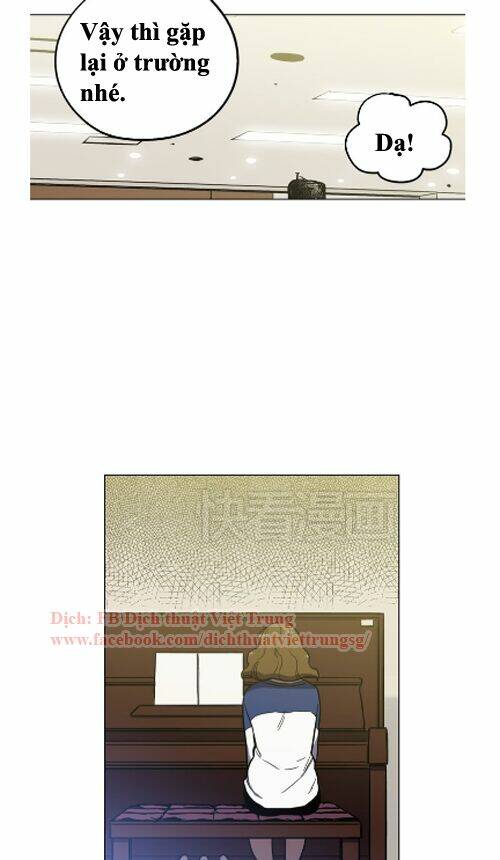 Vậy thì gặp
lại ở trường
nhé.
Dạ!
快看漫画
Dịch: FB Dịch thuật Việt Trung
www.facebook.com/dichthuatviettrungsg/